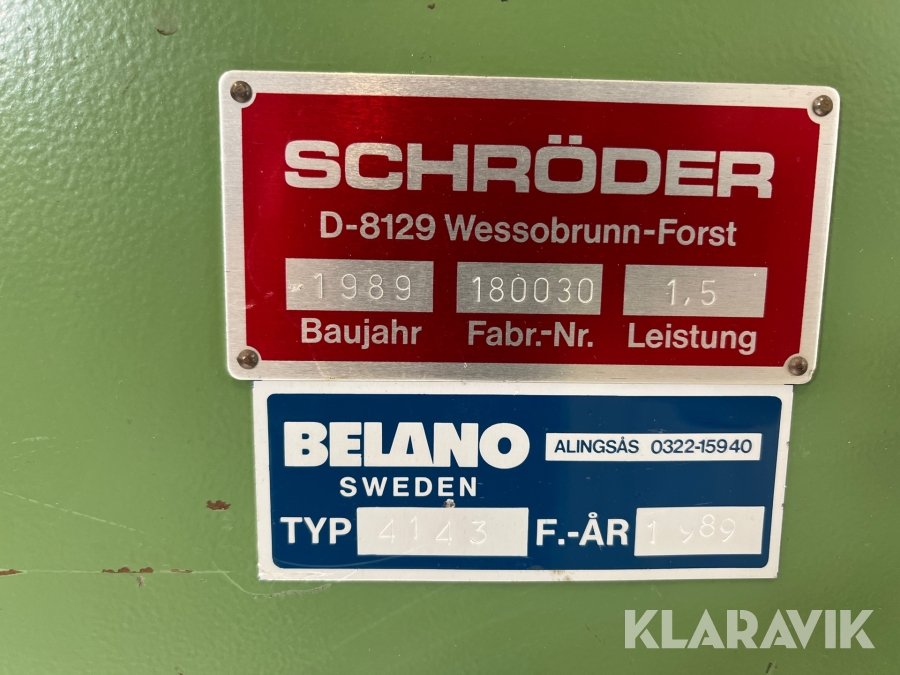 SCHRÖDER
D-8129 Wessobrunn-Forst
1989 180030 1,5
Baujahr Fabr.-Nr. Leistung
BELANO ALINGSÅS 0322-15940
SWEDEN
TYP 4143 F.-ÅR 1989
KLARAVIK